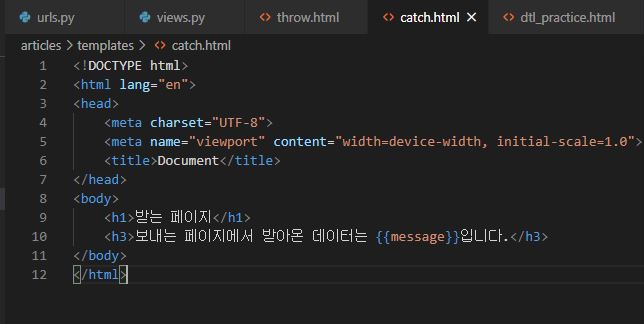 urls.py views.py throw.html catch.html dtl_practice.html
articles > templates > catch.html
1 <!DOCTYPE html>
2 <html lang="en">
3 <head>
4 <meta charset="UTF-8">
5 <meta name="viewport" content="width=device-width, initial-scale=1.0">
6 <title>Document</title>
7 </head>
8 <body>
9 <h1>받는 페이지</h1>
10 <h3>보내는 페이지에서 받아온 데이터는 {{message}}입니다.</h3>
11 </body>
12 </html>